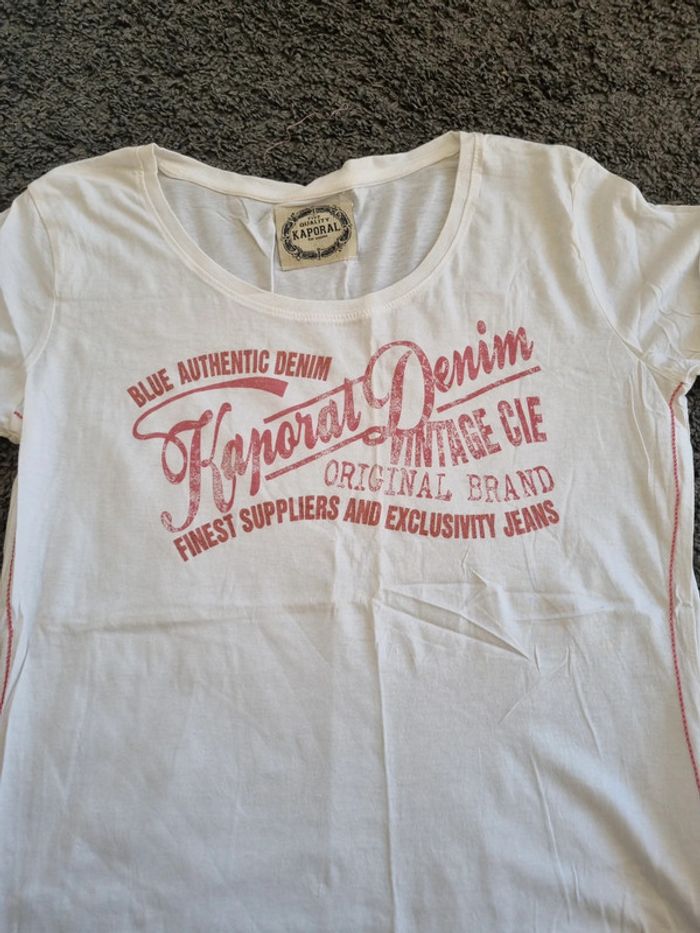 QUALITY
KAPORAL
BLUE AUTHENTIC DENIM
Kaporal Denim
VINTAGE CIE
ORIGINAL BRAND
FINEST SUPPLIERS AND EXCLUSIVITY JEANS